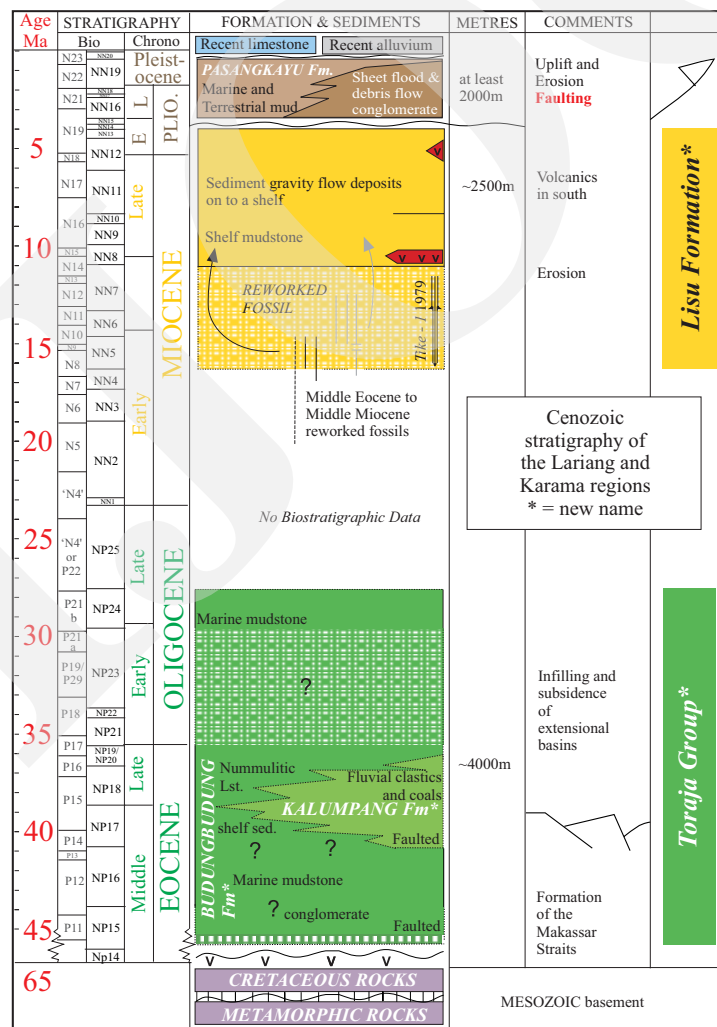 Age
Ma
STRATIGRAPHY
Bio
Chrono
FORMATION & SEDIMENTS
METRES
COMMENTS
5
10
15
20
25
30
35
40
45
65
N23
N22
N21
N19
N18
N17
N16
N15
N14
N13
N12
N11
N10
N9
N8
N7
N6
N5
'N4'
'N4'
or
P22
P21
b
P21
a
P19/
P29
P18
P17
P16
P15
P14
P13
P12
P11
NN20
NN19
NN18
NN16
NN15
NN14
NN13
NN12
NN11
NN10
NN9
NN8
NN7
NN6
NN5
NN4
NN3
NN2
NN1
NP25
NP24
NP23
NP22
NP21
NP19/
NP20
NP18
NP17
NP16
NP15
Np14
Pleist-
ocene
L
E
PLIO.
Late
Early
MIOCENE
Late
Early
OLIGOCENE
Late
Middle
EOCENE
Recent limestone
Recent alluvium
PASANGKAYU Fm.
Marine and
Terrestrial mud
Sheet flood &
debris flow
conglomerate
v
Sediment gravity flow deposits
on to a shelf
Shelf mudstone
v v v
REWORKED
FOSSIL
Tike - 1 1979
Middle Eocene to
Middle Miocene
reworked fossils
No Biostratigraphic Data
Marine mudstone
?
Nummulitic
Lst.
Fluvial clastics
and coals
KALUMPANG Fm*
shelf sed.
Faulted
? ?
BUDUNGBUDUNG
Fm*
Marine mudstone
? conglomerate
Faulted
v v v v
CRETACEOUS ROCKS
METAMORPHIC ROCKS
at least
2000m
~2500m
~4000m
Uplift and
Erosion
Faulting
Volcanics
in south
Erosion
Cenozoic
stratigraphy of
the Lariang and
Karama regions
* = new name
Infilling and
subsidence
of
extensional
basins
Formation
of the
Makassar
Straits
MESOZOIC basement
Lisu Formation*
Toraja Group*